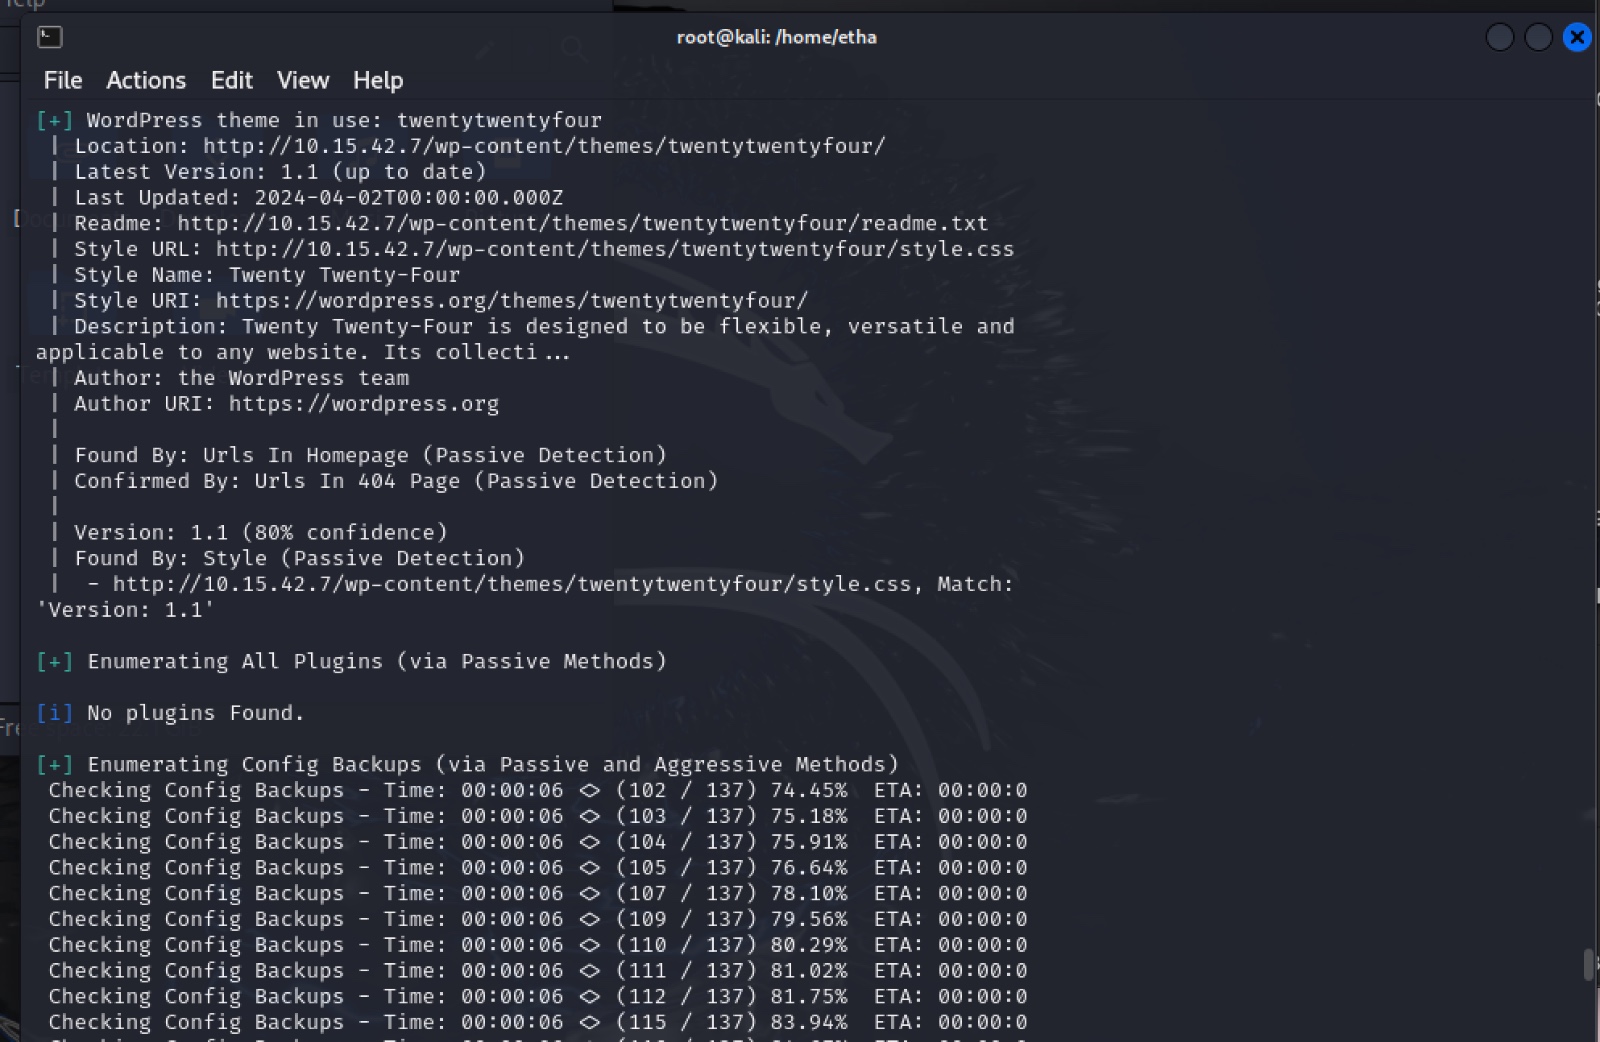 root@kali: /home/etha
File Actions Edit View Help
[+] WordPress theme in use: twentytwentyfour
| Location: http://10.15.42.7/wp-content/themes/twentytwentyfour/
| Latest Version: 1.1 (up to date)
| Last Updated: 2024-04-02T00:00:00.000Z
| Readme: http://10.15.42.7/wp-content/themes/twentytwentyfour/readme.txt
| Style URL: http://10.15.42.7/wp-content/themes/twentytwentyfour/style.css
| Style Name: Twenty Twenty-Four
| Style URI: https://wordpress.org/themes/twentytwentyfour/
| Description: Twenty Twenty-Four is designed to be flexible, versatile and
applicable to any website. Its collecti...
| Author: the WordPress team
| Author URI: https://wordpress.org
|
| Found By: Urls In Homepage (Passive Detection)
| Confirmed By: Urls In 404 Page (Passive Detection)
|
| Version: 1.1 (80% confidence)
| Found By: Style (Passive Detection)
|  - http://10.15.42.7/wp-content/themes/twentytwentyfour/style.css, Match:
'Version: 1.1'
[+] Enumerating All Plugins (via Passive Methods)
[i] No plugins Found.
[+] Enumerating Config Backups (via Passive and Aggressive Methods)
Checking Config Backups - Time: 00:00:06 <> (102 / 137) 74.45%  ETA: 00:00:0
Checking Config Backups - Time: 00:00:06 <> (103 / 137) 75.18%  ETA: 00:00:0
Checking Config Backups - Time: 00:00:06 <> (104 / 137) 75.91%  ETA: 00:00:0
Checking Config Backups - Time: 00:00:06 <> (105 / 137) 76.64%  ETA: 00:00:0
Checking Config Backups - Time: 00:00:06 <> (107 / 137) 78.10%  ETA: 00:00:0
Checking Config Backups - Time: 00:00:06 <> (109 / 137) 79.56%  ETA: 00:00:0
Checking Config Backups - Time: 00:00:06 <> (110 / 137) 80.29%  ETA: 00:00:0
Checking Config Backups - Time: 00:00:06 <> (111 / 137) 81.02%  ETA: 00:00:0
Checking Config Backups - Time: 00:00:06 <> (112 / 137) 81.75%  ETA: 00:00:0
Checking Config Backups - Time: 00:00:06 <> (115 / 137) 83.94%  ETA: 00:00:0